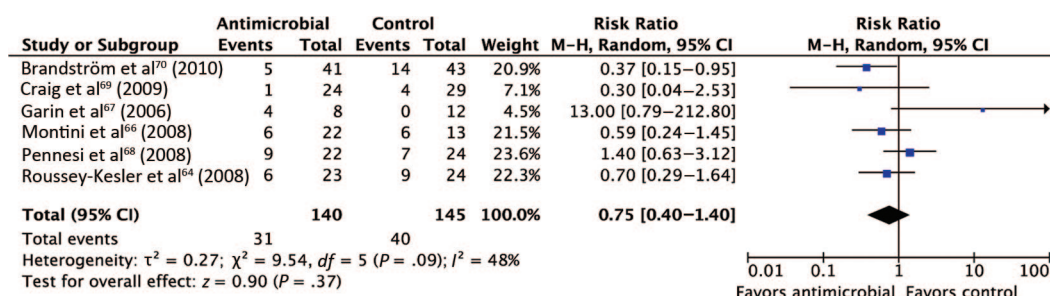 Antimicrobial Control Risk Ratio Risk Ratio
Study or Subgroup Events Total Events Total Weight M-H, Random, 95% CI M-H, Random, 95% CI
Brandström et al⁷⁰ (2010) 5 41 14 43 20.9% 0.37 [0.15–0.95]
Craig et al⁶⁹ (2009) 1 24 4 29 7.1% 0.30 [0.04–2.53]
Garin et al⁶⁷ (2006) 4 8 0 12 4.5% 13.00 [0.79–212.80]
Montini et al⁶⁶ (2008) 6 22 6 13 21.5% 0.59 [0.24–1.45]
Pennesi et al⁶⁸ (2008) 9 22 7 24 23.6% 1.40 [0.63–3.12]
Roussey-Kesler et al⁶⁴ (2008) 6 23 9 24 22.3% 0.70 [0.29–1.64]
Total (95% CI) 140 145 100.0% 0.75 [0.40–1.40]
Total events 31 40
Heterogeneity: τ² = 0.27; χ² = 9.54, df = 5 (P = .09); I² = 48%
Test for overall effect: z = 0.90 (P = .37)
0.01 0.1 1 10 100
Favors antimicrobial Favors control